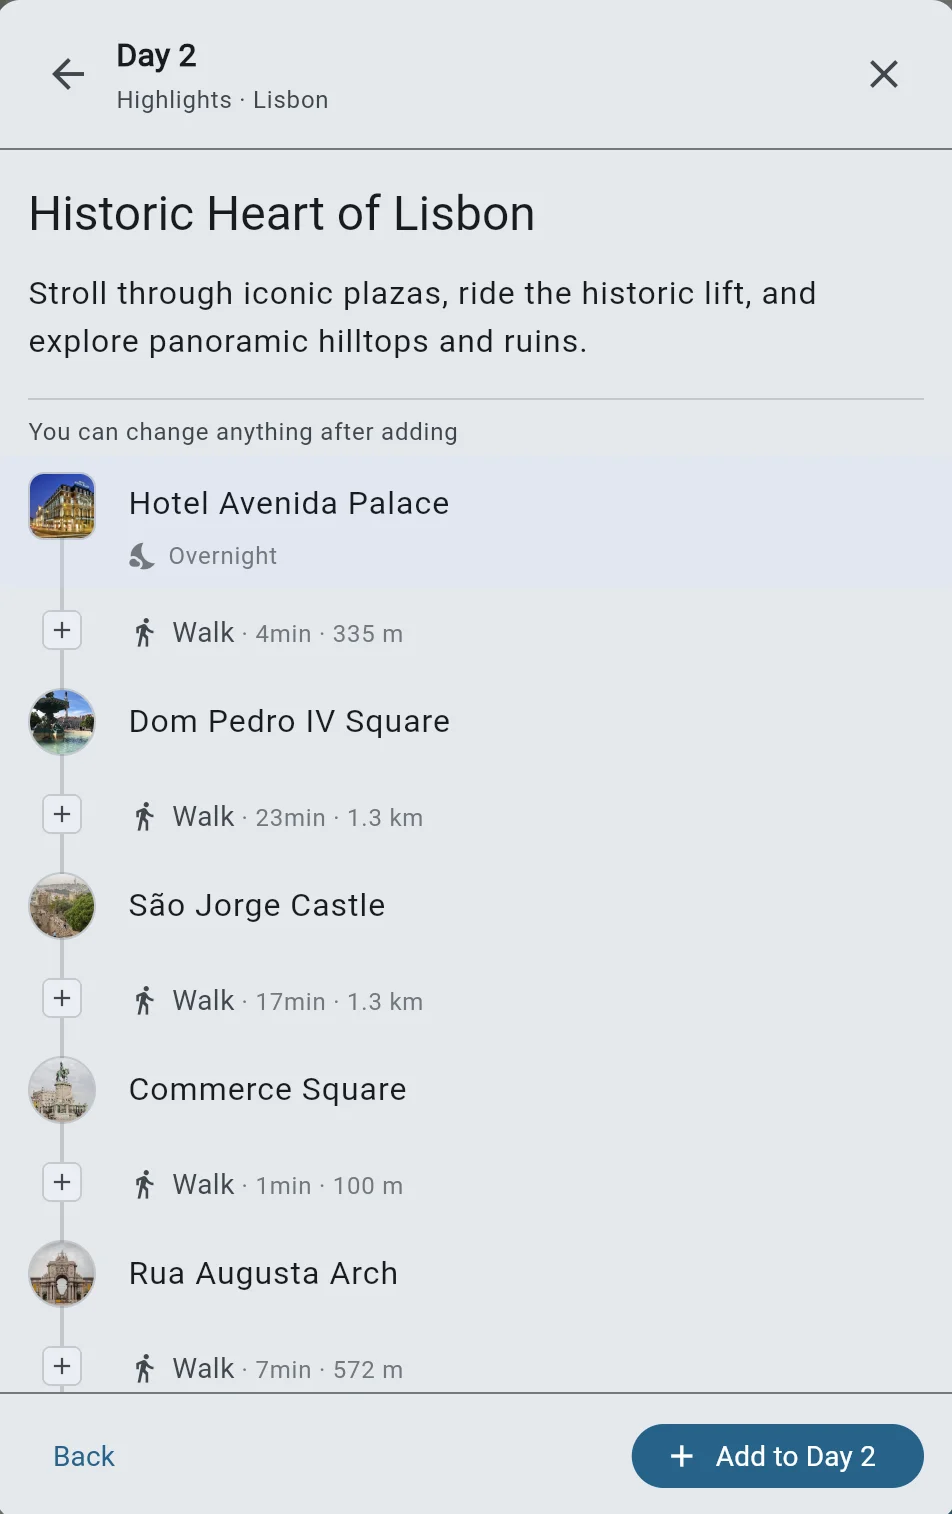 Day 2
Highlights · Lisbon
Historic Heart of Lisbon
Stroll through iconic plazas, ride the historic lift, and
explore panoramic hilltops and ruins.
You can change anything after adding
Hotel Avenida Palace
Overnight
Walk · 4min · 335 m
Dom Pedro IV Square
Walk · 23min · 1.3 km
São Jorge Castle
Walk · 17min · 1.3 km
Commerce Square
Walk · 1min · 100 m
Rua Augusta Arch
Walk · 7min · 572 m
Back
+ Add to Day 2